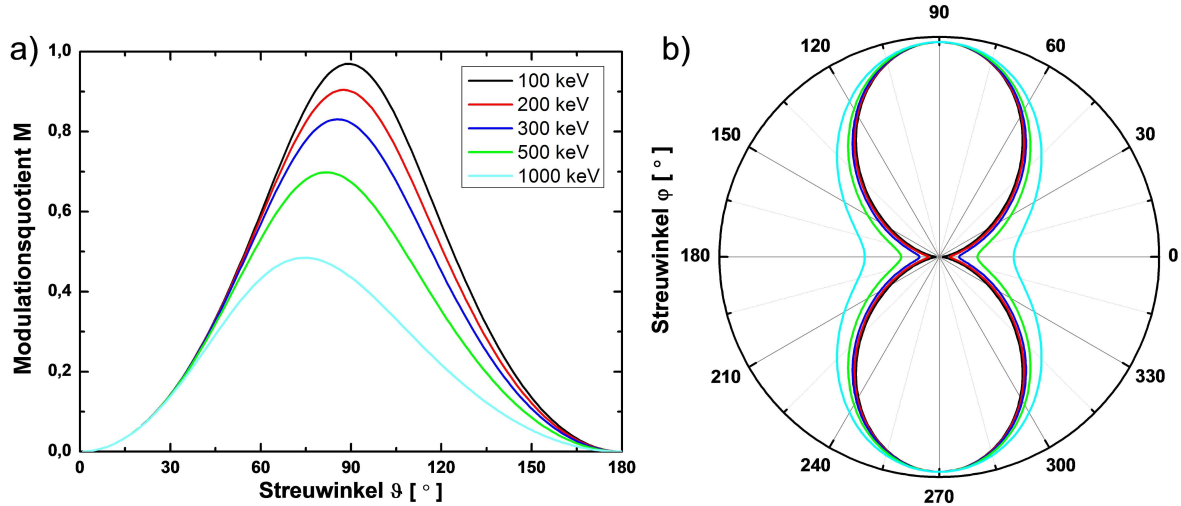 a)
Modulationsquotient M
1,0
0,8
0,6
0,4
0,2
0,0
0
30
60
90
120
150
180
Streuwinkel ϑ [ ° ]
100 keV
200 keV
300 keV
500 keV
1000 keV
b)
Streuwinkel φ [ ° ]
90
60
30
0
330
300
270
240
210
180
150
120